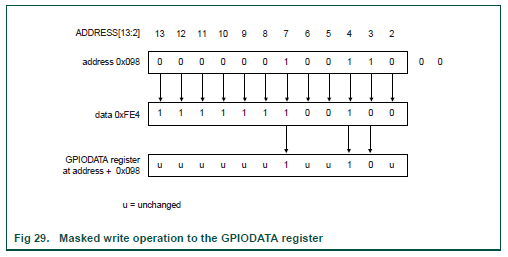 ADDRESS[13:2] 13 12 11 10 9 8 7 6 5 4 3 2
address 0x098 0 0 0 0 0 0 1 0 0 1 1 0 0 0
data 0xFE4 1 1 1 1 1 1 1 0 0 1 0 0
GPIODATA register
at address + 0x098 u u u u u u 1 u u 1 0 u
u = unchanged
Fig 29. Masked write operation to the GPIODATA register